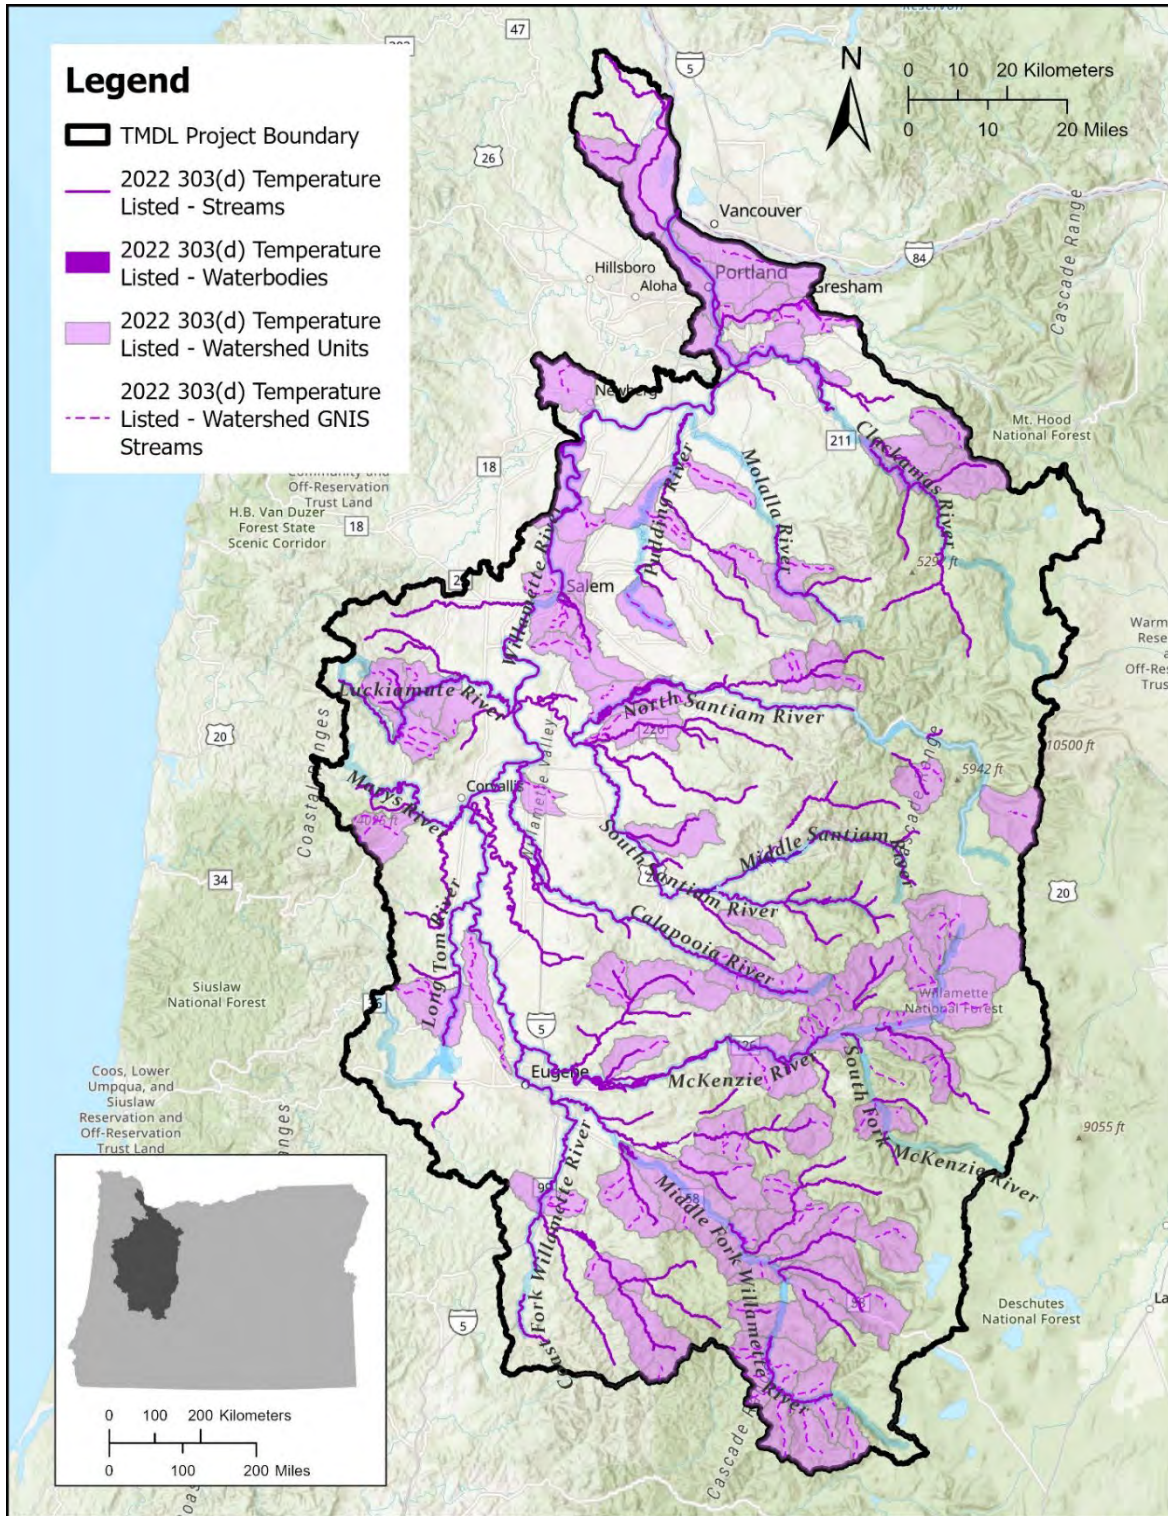 Legend
TMDL Project Boundary
2022 303(d) Temperature
Listed - Streams
2022 303(d) Temperature
Listed - Waterbodies
2022 303(d) Temperature
Listed - Watershed Units
2022 303(d) Temperature
Listed - Watershed GNIS
Streams
47
5
26
N
0 10 20 Kilometers
0 10 20 Miles
Vancouver
84
Hillsboro
Aloha
Portland
Gresham
Cascade Range
Newberg
Mt. Hood
National Forest
211
Clackamas River
Molalla River
Pudding River
18
Off-Reservation
Trust Land
H.B. Van Duzer
Forest State
Scenic Corridor
18
Willamette River
Salem
Luckiamute River
North Santiam River
226
20
Coastal Ranges
Willamette Valley
10500 ft
5942 ft
Marys River
Corvallis
Middle Santiam River
South Santiam River
34
20
Long Tom River
Calapooia River
Siuslaw
National Forest
36
5
Willamette
National Forest
126
Eugene
McKenzie River
South Fork McKenzie River
Coos, Lower
Umpqua, and
Siuslaw
Reservation and
Off-Reservation
Trust Land
9055 ft
99
58
Coast Fork Willamette River
Middle Fork Willamette River
58
5
Deschutes
National Forest
0 100 200 Kilometers
0 100 200 Miles